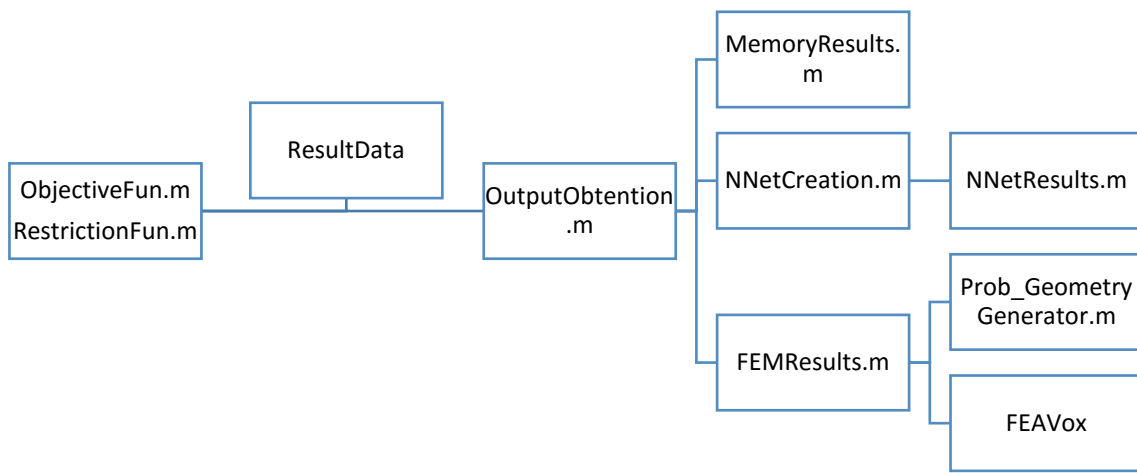 MemoryResults.
m
ResultData
ObjectiveFun.m
RestrictionFun.m
OutputObtention
.m
NNetCreation.m
NNetResults.m
Prob_Geometry
Generator.m
FEMResults.m
FEAVox